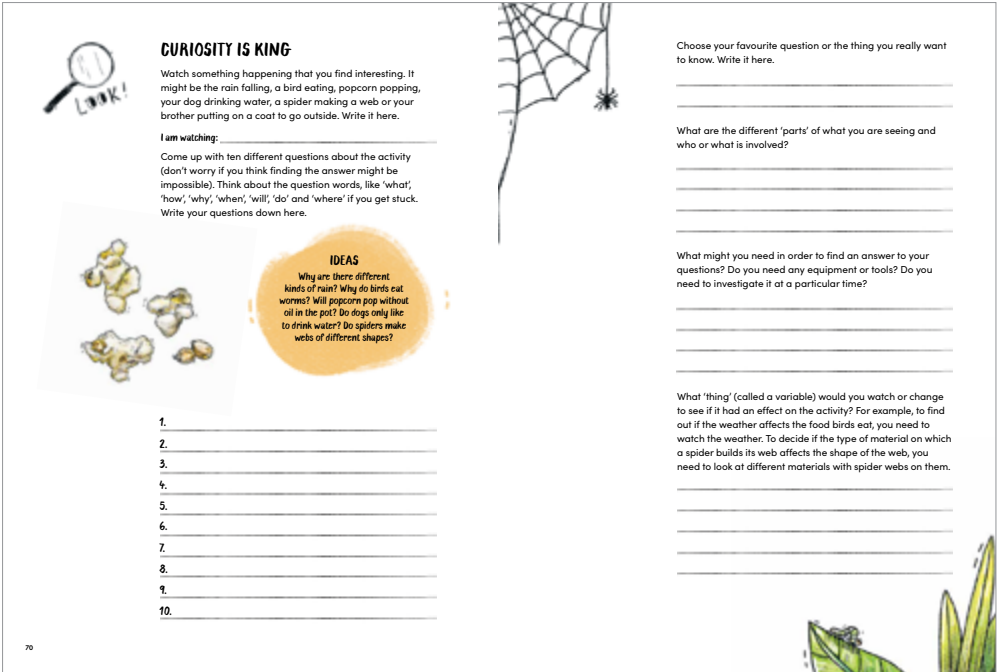 LOOK!
CURIOSITY IS KING
Watch something happening that you find interesting. It
might be the rain falling, a bird eating, popcorn popping,
your dog drinking water, a spider making a web or your
brother putting on a coat to go outside. Write it here.
I am watching:
Come up with ten different questions about the activity
(don't worry if you think finding the answer might be
impossible). Think about the question words, like 'what',
'how', 'why', 'when', 'will', 'do' and 'where' if you get stuck.
Write your questions down here.
IDEAS
Why are there different
kinds of rain? Why do birds eat
worms? Will popcorn pop without
oil in the pot? Do dogs only like
to drink water? Do spiders make
webs of different shapes?
1.
2.
3.
4.
5.
6.
7.
8.
9.
10.
70
Choose your favourite question or the thing you really want
to know. Write it here.
What are the different 'parts' of what you are seeing and
who or what is involved?
What might you need in order to find an answer to your
questions? Do you need any equipment or tools? Do you
need to investigate it at a particular time?
What 'thing' (called a variable) would you watch or change
to see if it had an effect on the activity? For example, to find
out if the weather affects the food birds eat, you need to
watch the weather. To decide if the type of material on which
a spider builds its web affects the shape of the web, you
need to look at different materials with spider webs on them.